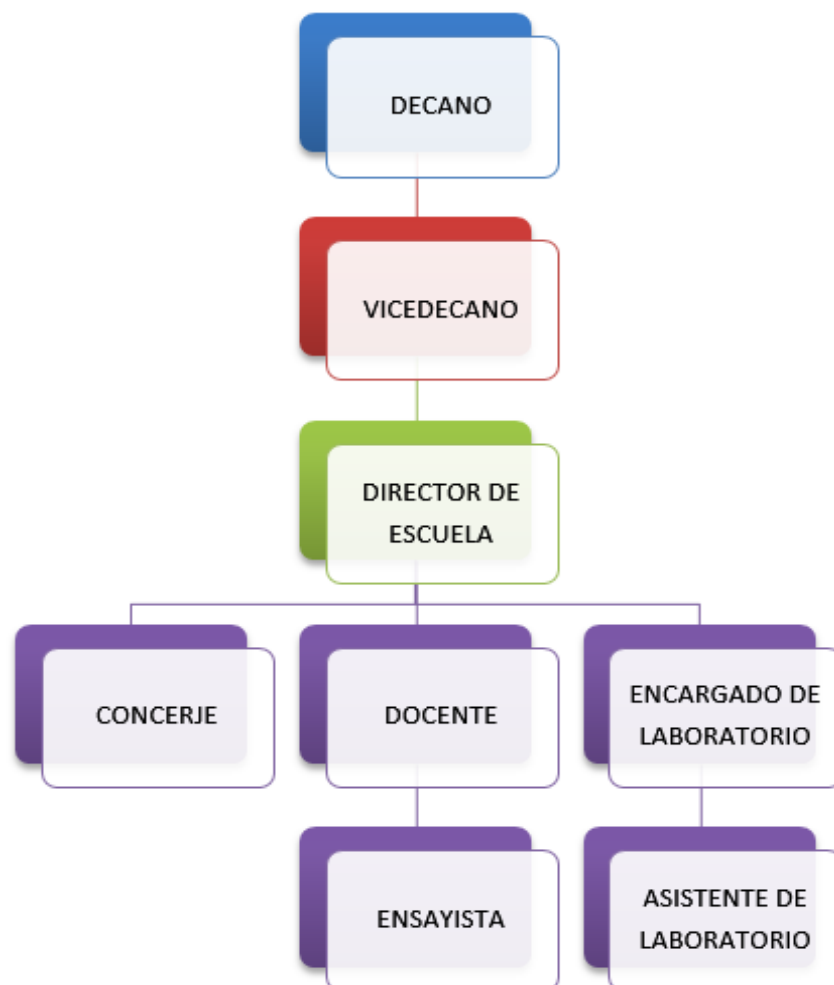 DECANO
VICEDECANO
DIRECTOR DE
ESCUELA
CONCERJE
DOCENTE
ENCARGADO DE
LABORATORIO
ENSAYISTA
ASISTENTE DE
LABORATORIO